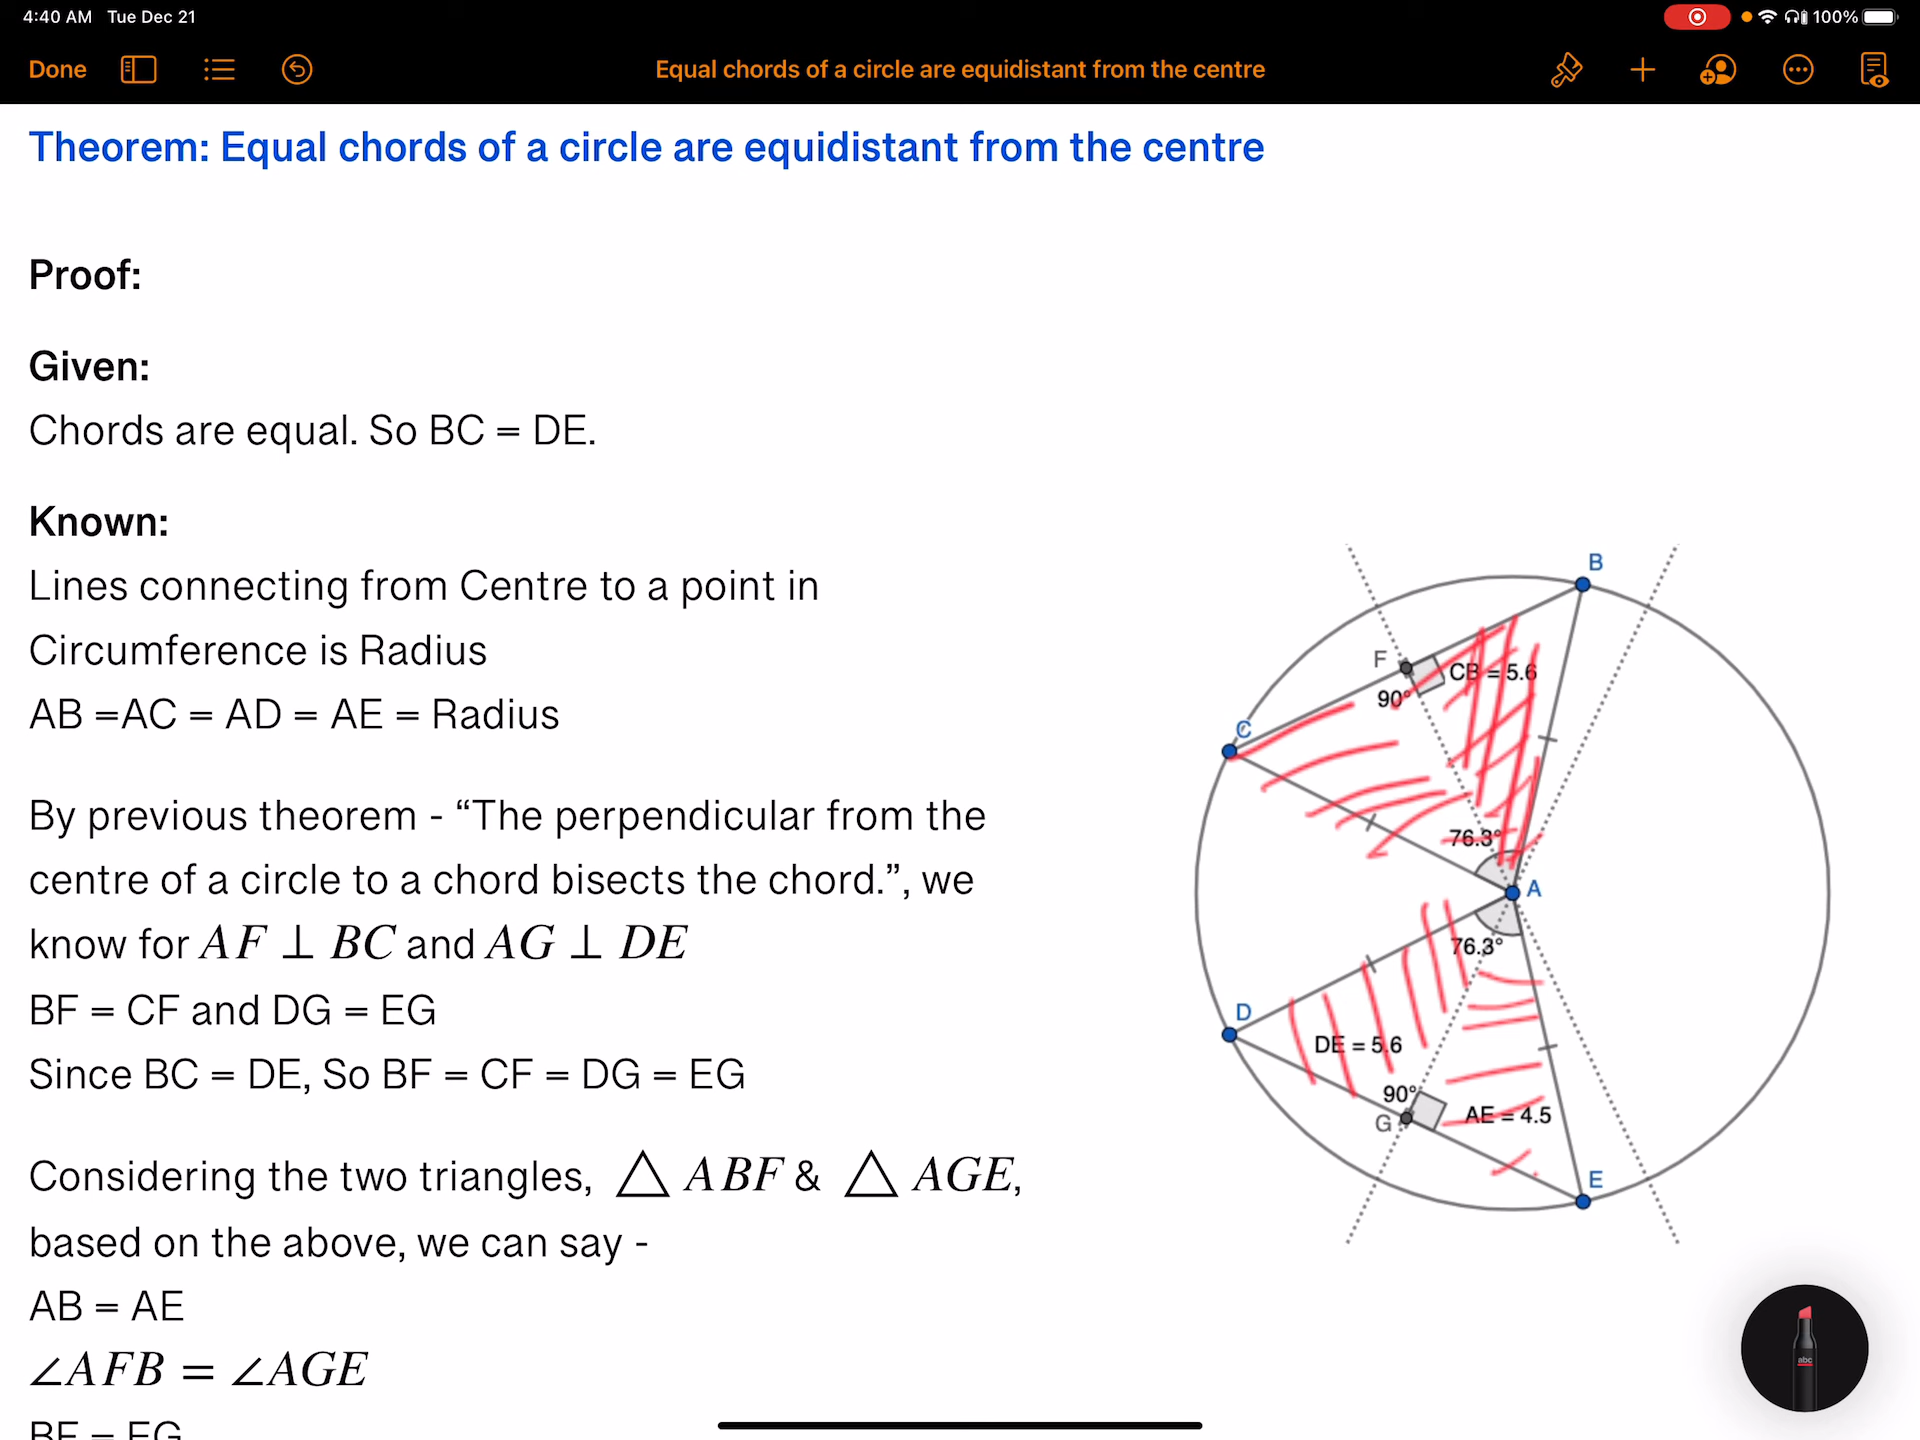 4:40 AM Tue Dec 21
100%
Done
Equal chords of a circle are equidistant from the centre
Theorem: Equal chords of a circle are equidistant from the centre
Proof:
Given:
Chords are equal. So BC = DE.
Known:
Lines connecting from Centre to a point in
Circumference is Radius
AB =AC = AD = AE = Radius
By previous theorem - “The perpendicular from the
centre of a circle to a chord bisects the chord.”, we
know for AF ⊥ BC and AG ⊥ DE
BF = CF and DG = EG
Since BC = DE, So BF = CF = DG = EG
Considering the two triangles, △ ABF & △ AGE,
based on the above, we can say -
AB = AE
∠AFB = ∠AGE
BF = EG
B
F
CB = 5.6
90°
C
76.3°
A
76.3°
D
DE = 5.6
90°
G
AE = 4.5
E
abc